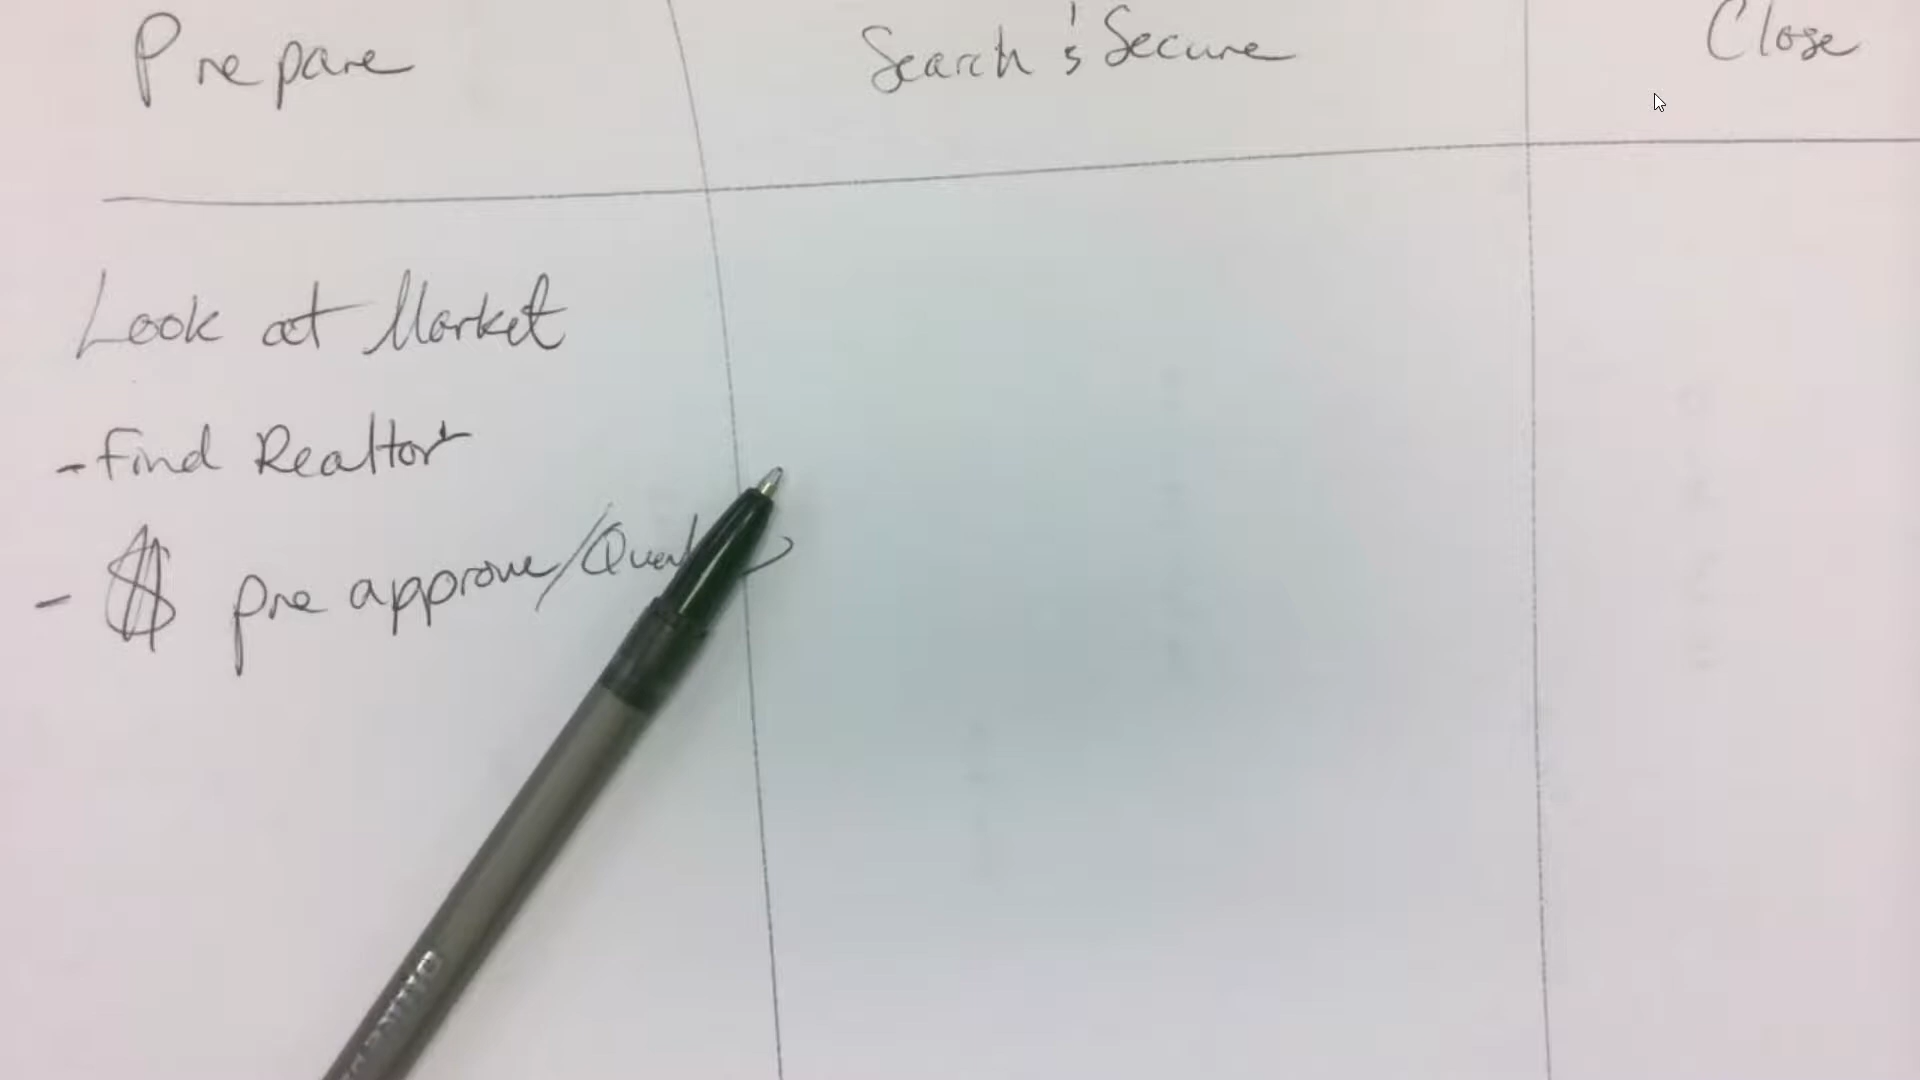 Prepare
Search & Secure
Close
Look at Market
- Find Realtor
- $ pre approve/